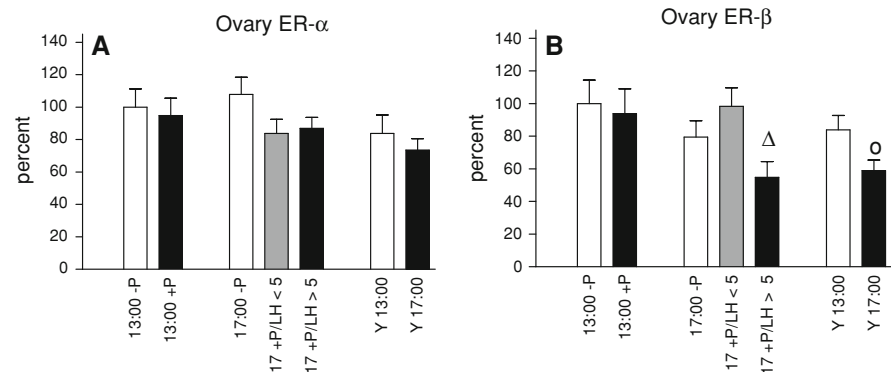 Ovary ER-α
A
140
120
100
80
60
40
20
0
percent
13:00 -P
13:00 +P
17:00 -P
17 +P/LH < 5
17 +P/LH > 5
Y 13:00
Y 17:00
Ovary ER-β
B
140
120
100
80
60
40
20
0
percent
Δ
o
13:00 -P
13:00+P
17:00 -P
17 +P/LH < 5
17 +P/LH > 5
Y 13:00
Y 17:00